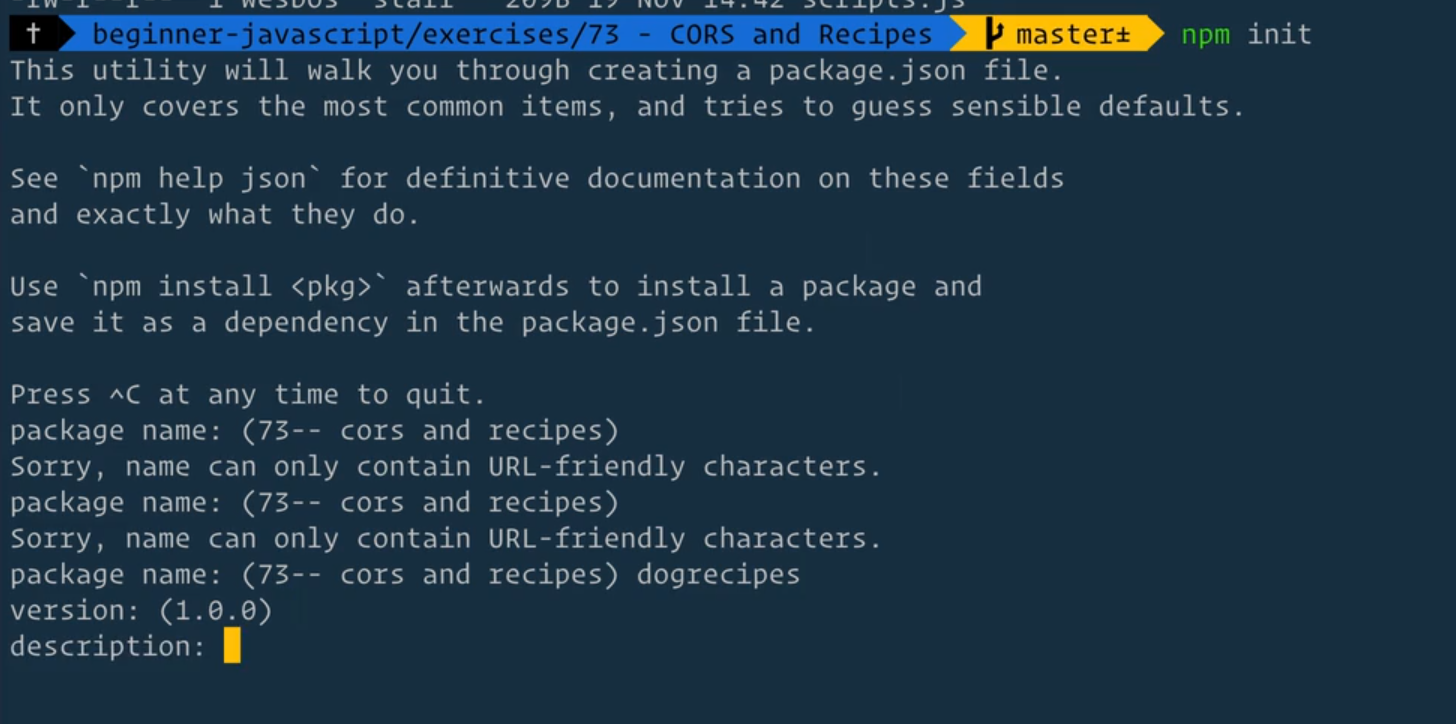 -rw-r--r-- 1 wesbos staff 209B 19 Nov 14:42 scripts.js
† beginner-javascript/exercises/73 - CORS and Recipes master± npm init
This utility will walk you through creating a package.json file.
It only covers the most common items, and tries to guess sensible defaults.
See `npm help json` for definitive documentation on these fields
and exactly what they do.
Use `npm install <pkg>` afterwards to install a package and
save it as a dependency in the package.json file.
Press ^C at any time to quit.
package name: (73-- cors and recipes)
Sorry, name can only contain URL-friendly characters.
package name: (73-- cors and recipes)
Sorry, name can only contain URL-friendly characters.
package name: (73-- cors and recipes) dogrecipes
version: (1.0.0)
description: